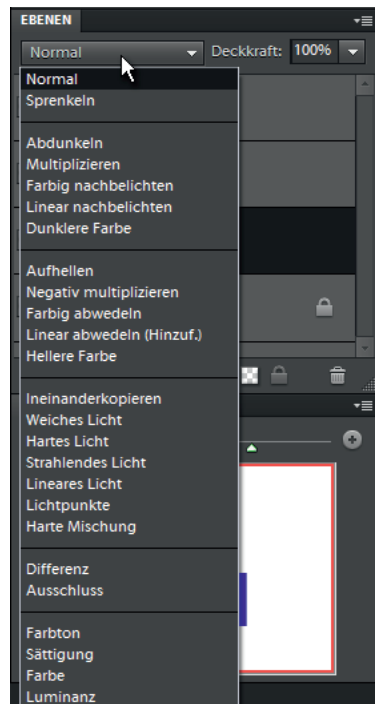 EBENEN
Normal Deckkraft: 100%
Normal
Sprenkeln
Abdunkeln
Multiplizieren
Farbig nachbelichten
Linear nachbelichten
Dunklere Farbe
Aufhellen
Negativ multiplizieren
Farbig abwedeln
Linear abwedeln (Hinzuf.)
Hellere Farbe
Ineinanderkopieren
Weiches Licht
Hartes Licht
Strahlendes Licht
Lineares Licht
Lichtpunkte
Harte Mischung
Differenz
Ausschluss
Farbton
Sättigung
Farbe
Luminanz